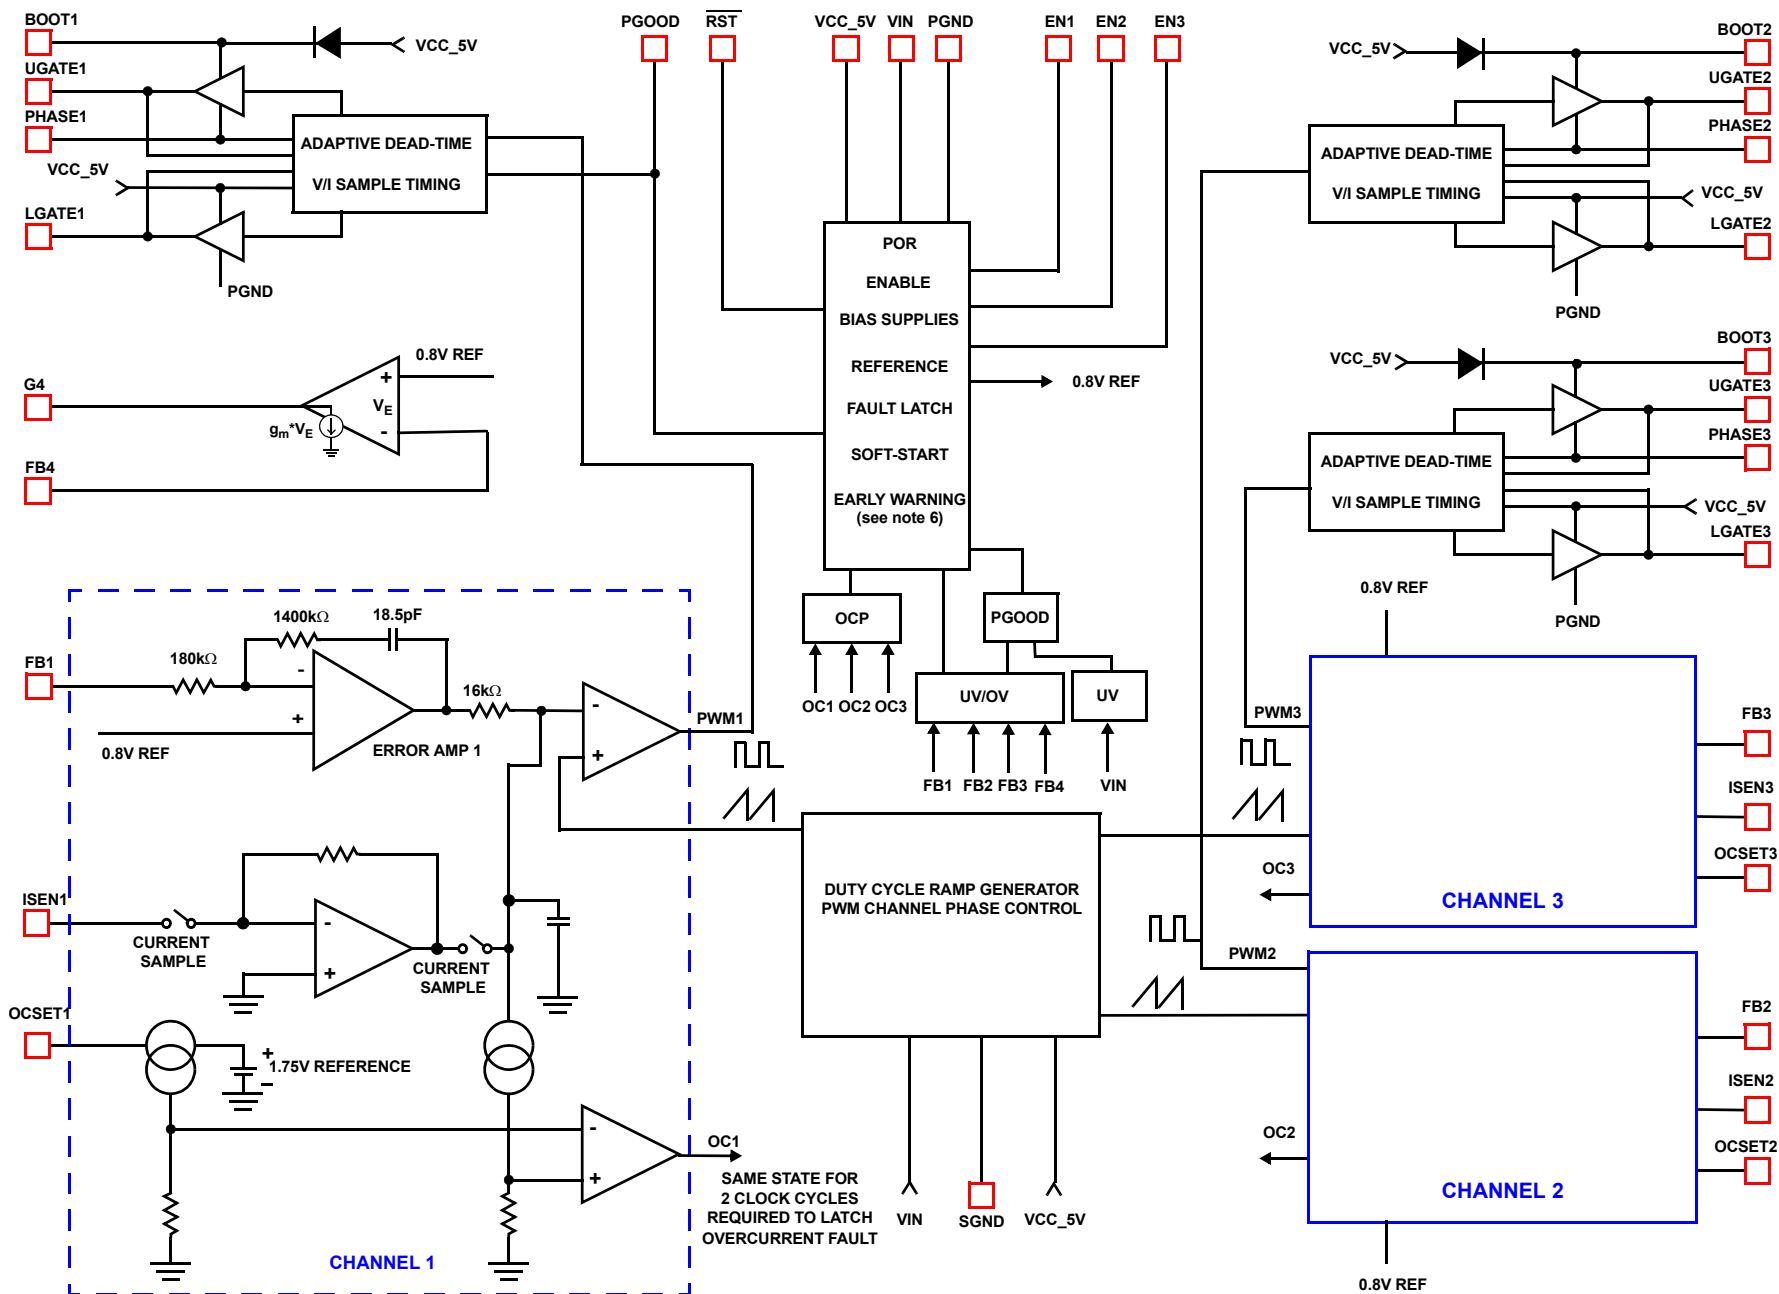 BOOT1
VCC_5V
UGATE1
PHASE1
ADAPTIVE DEAD-TIME
V/I SAMPLE TIMING
VCC_5V
LGATE1
PGND
PGOOD
RST
VCC_5V
VIN
PGND
EN1
EN2
EN3
POR
ENABLE
BIAS SUPPLIES
REFERENCE
0.8V REF
FAULT LATCH
SOFT-START
EARLY WARNING
(see note 6)
VCC_5V
BOOT2
UGATE2
PHASE2
ADAPTIVE DEAD-TIME
V/I SAMPLE TIMING
VCC_5V
LGATE2
PGND
VCC_5V
BOOT3
UGATE3
PHASE3
ADAPTIVE DEAD-TIME
V/I SAMPLE TIMING
VCC_5V
LGATE3
PGND
0.8V REF
G4
+
VE
gm*VE
-
FB4
OCP
OC1 OC2 OC3
PGOOD
UV/OV
UV
FB1 FB2 FB3 FB4
VIN
1400kΩ
18.5pF
FB1
180kΩ
-
+
0.8V REF
ERROR AMP 1
16kΩ
-
+
PWM1
ISEN1
CURRENT
SAMPLE
-
+
CURRENT
SAMPLE
OCSET1
+
1.75V REFERENCE
-
-
+
OC1
SAME STATE FOR
2 CLOCK CYCLES
REQUIRED TO LATCH
OVERCURRENT FAULT
CHANNEL 1
DUTY CYCLE RAMP GENERATOR
PWM CHANNEL PHASE CONTROL
VIN
SGND
VCC_5V
0.8V REF
PWM3
FB3
ISEN3
OCSET3
OC3
CHANNEL 3
PWM2
FB2
ISEN2
OCSET2
OC2
CHANNEL 2
0.8V REF